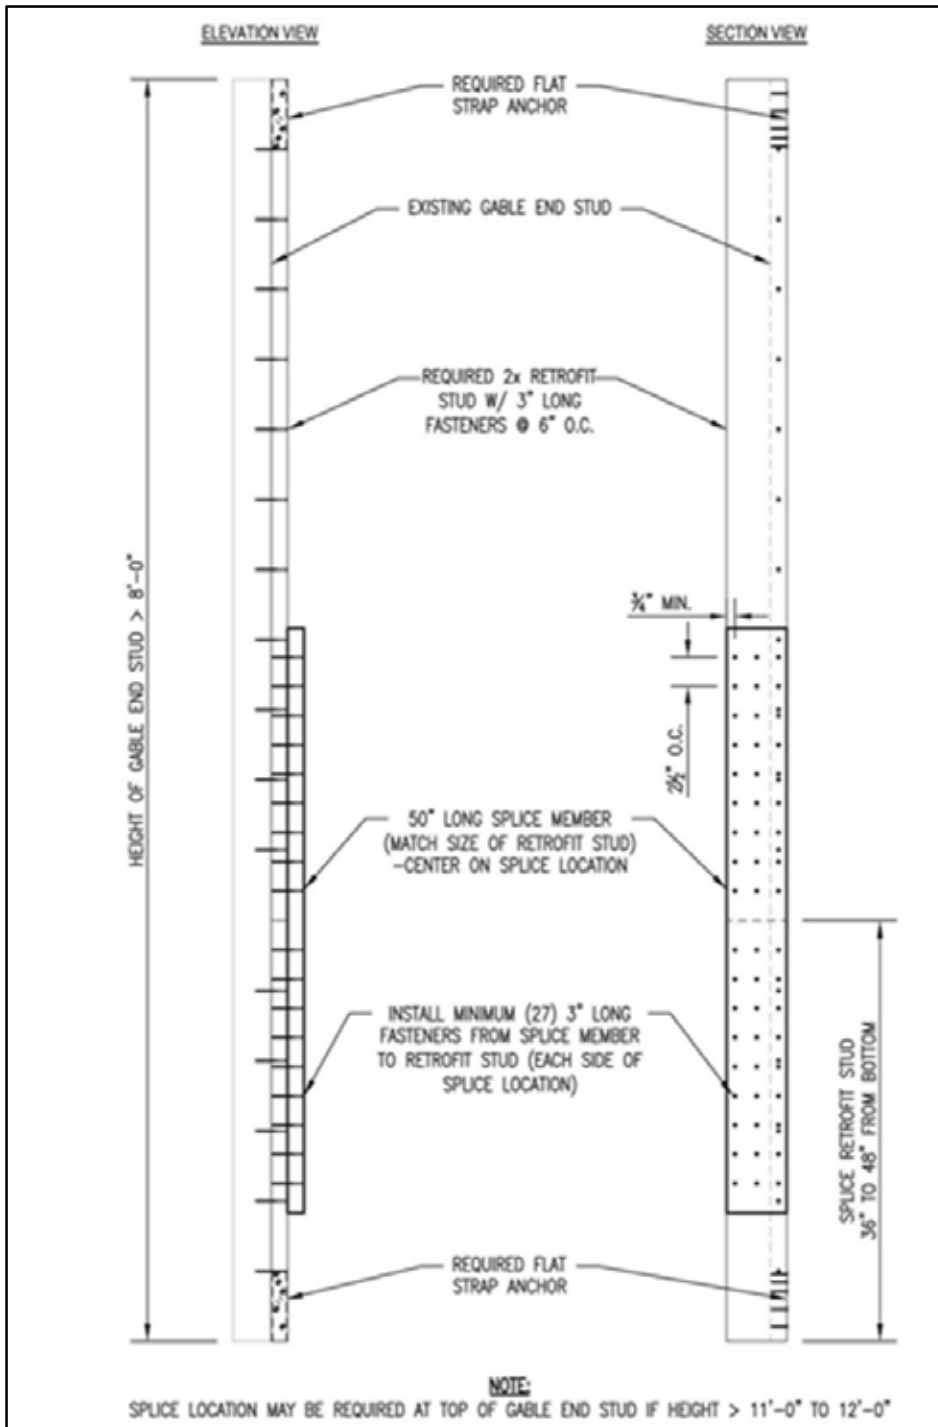 ELEVATION VIEW
SECTION VIEW
REQUIRED FLAT
STRAP ANCHOR
EXISTING GABLE END STUD
REQUIRED 2x RETROFIT
STUD W/ 3" LONG
FASTENERS @ 6" O.C.
HEIGHT OF GABLE END STUD > 8'-0"
¾" MIN.
2½" O.C.
50" LONG SPLICE MEMBER
(MATCH SIZE OF RETROFIT STUD)
-CENTER ON SPLICE LOCATION
INSTALL MINIMUM (27) 3" LONG
FASTENERS FROM SPLICE MEMBER
TO RETROFIT STUD (EACH SIDE OF
SPLICE LOCATION)
SPLICE RETROFIT STUD
36" TO 48" FROM BOTTOM
REQUIRED FLAT
STRAP ANCHOR
NOTE:
SPLICE LOCATION MAY BE REQUIRED AT TOP OF GABLE END STUD IF HEIGHT > 11'-0" TO 12'-0"